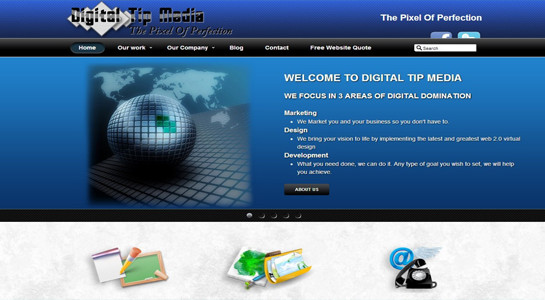 Digital Tip Media
The Pixel Of Perfection
The Pixel Of Perfection
Home
Our work
Our Company
Blog
Contact
Free Website Quote
Search..
WELCOME TO DIGITAL TIP MEDIA
WE FOCUS IN 3 AREAS OF DIGITAL DOMINATION
Marketing
We Market you and your business so you don't have to.
Design
We bring your vision to life by implementing the latest and greatest web 2.0 virtual
design
Development
What you need done, we can do it. Any type of goal you wish to set, we will help
you achieve.
ABOUT US